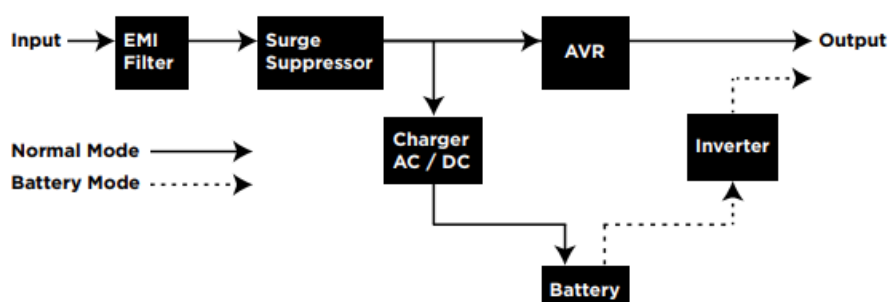 Input
EMI
Filter
Surge
Suppressor
AVR
Output
Charger
AC / DC
Inverter
Normal Mode
Battery Mode
Battery